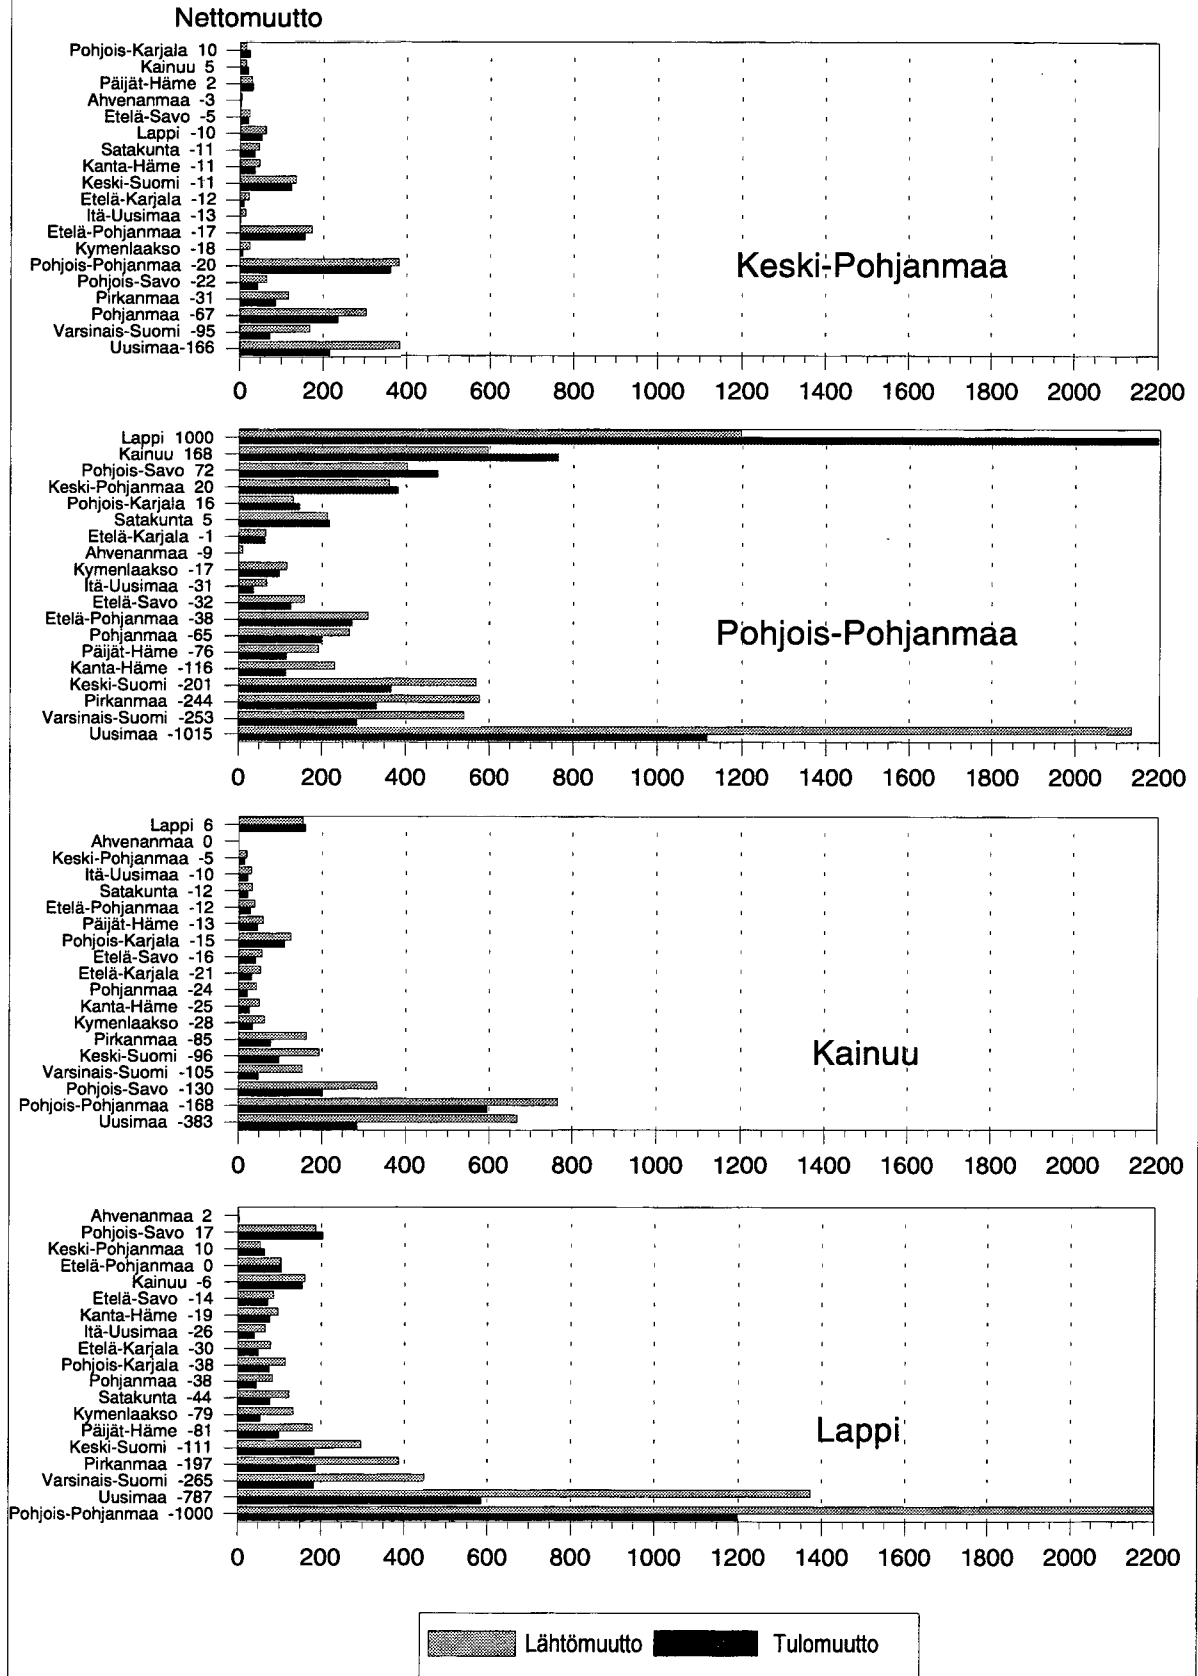 Nettomuutto
Pohjois-Karjala 10
Kainuu 5
Päijät-Häme 2
Ahvenanmaa -3
Etelä-Savo -5
Lappi -10
Satakunta -11
Kanta-Häme -11
Keski-Suomi -11
Etelä-Karjala -12
Itä-Uusimaa -13
Etelä-Pohjanmaa -17
Kymenlaakso -18
Pohjois-Pohjanmaa -20
Pohjois-Savo -22
Pirkanmaa -31
Pohjanmaa -67
Varsinais-Suomi -95
Uusimaa-166
Keski-Pohjanmaa
0 200 400 600 800 1000 1200 1400 1600 1800 2000 2200
Lappi 1000
Kainuu 168
Pohjois-Savo 72
Keski-Pohjanmaa 20
Pohjois-Karjala 16
Satakunta 5
Etelä-Karjala -1
Ahvenanmaa -9
Kymenlaakso -17
Itä-Uusimaa -31
Etelä-Savo -32
Etelä-Pohjanmaa -38
Pohjanmaa -65
Päijät-Häme -76
Kanta-Häme -116
Keski-Suomi -201
Pirkanmaa -244
Varsinais-Suomi -253
Uusimaa -1015
Pohjois-Pohjanmaa
0 200 400 600 800 1000 1200 1400 1600 1800 2000 2200
Lappi 6
Ahvenanmaa 0
Keski-Pohjanmaa -5
Itä-Uusimaa -10
Satakunta -12
Etelä-Pohjanmaa -12
Päijät-Häme -13
Pohjois-Karjala -15
Etelä-Savo -16
Etelä-Karjala -21
Pohjanmaa -24
Kanta-Häme -25
Kymenlaakso -28
Pirkanmaa -85
Keski-Suomi -96
Varsinais-Suomi -105
Pohjois-Savo -130
Pohjois-Pohjanmaa -168
Uusimaa -383
Kainuu
0 200 400 600 800 1000 1200 1400 1600 1800 2000 2200
Ahvenanmaa 2
Pohjois-Savo 17
Keski-Pohjanmaa 10
Etelä-Pohjanmaa 0
Kainuu -6
Etelä-Savo -14
Kanta-Häme -19
Itä-Uusimaa -26
Etelä-Karjala -30
Pohjois-Karjala -38
Pohjanmaa -38
Satakunta -44
Kymenlaakso -79
Päijät-Häme -81
Keski-Suomi -111
Pirkanmaa -197
Varsinais-Suomi -265
Uusimaa -787
Pohjois-Pohjanmaa -1000
Lappi
0 200 400 600 800 1000 1200 1400 1600 1800 2000 2200
Lähtömuutto Tulomuutto